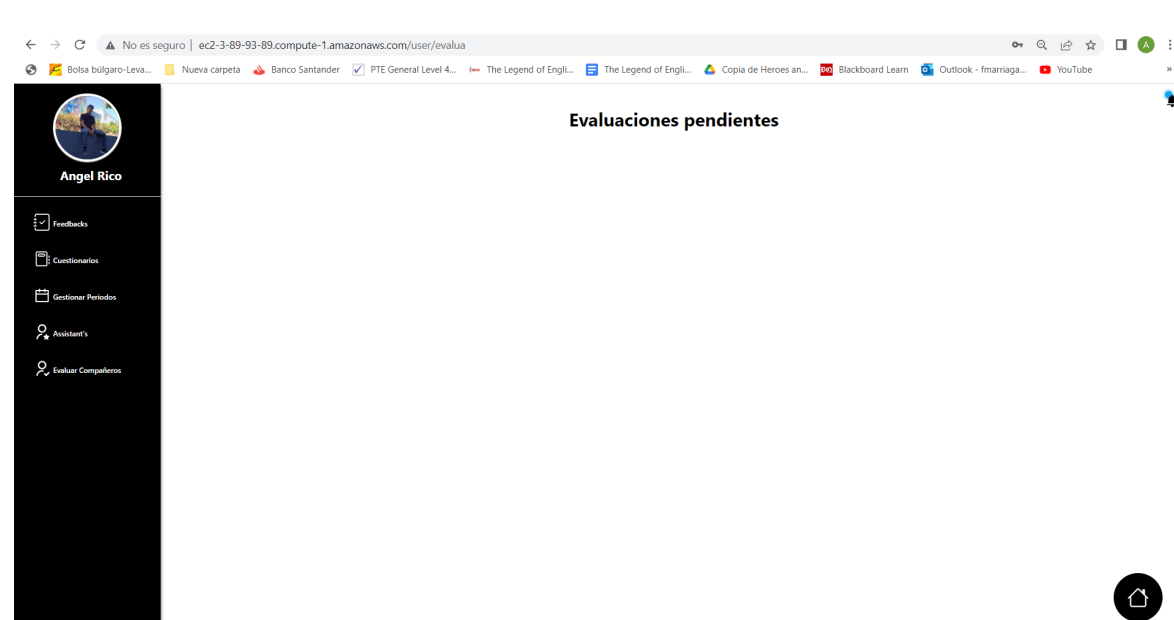 No es seguro | ec2-3-89-93-89.compute-1.amazonaws.com/user/evalua
A
Bolsa búlgaro-Leva... Nueva carpeta Banco Santander PTE General Level 4... The Legend of Engli... The Legend of Engli... Copia de Heroes an... Blackboard Learn Outlook - fmarriaga... YouTube »
Evaluaciones pendientes
Angel Rico
Feedbacks
Cuestionarios
Gestionar Periodos
Assistant's
Evaluar Compañeros